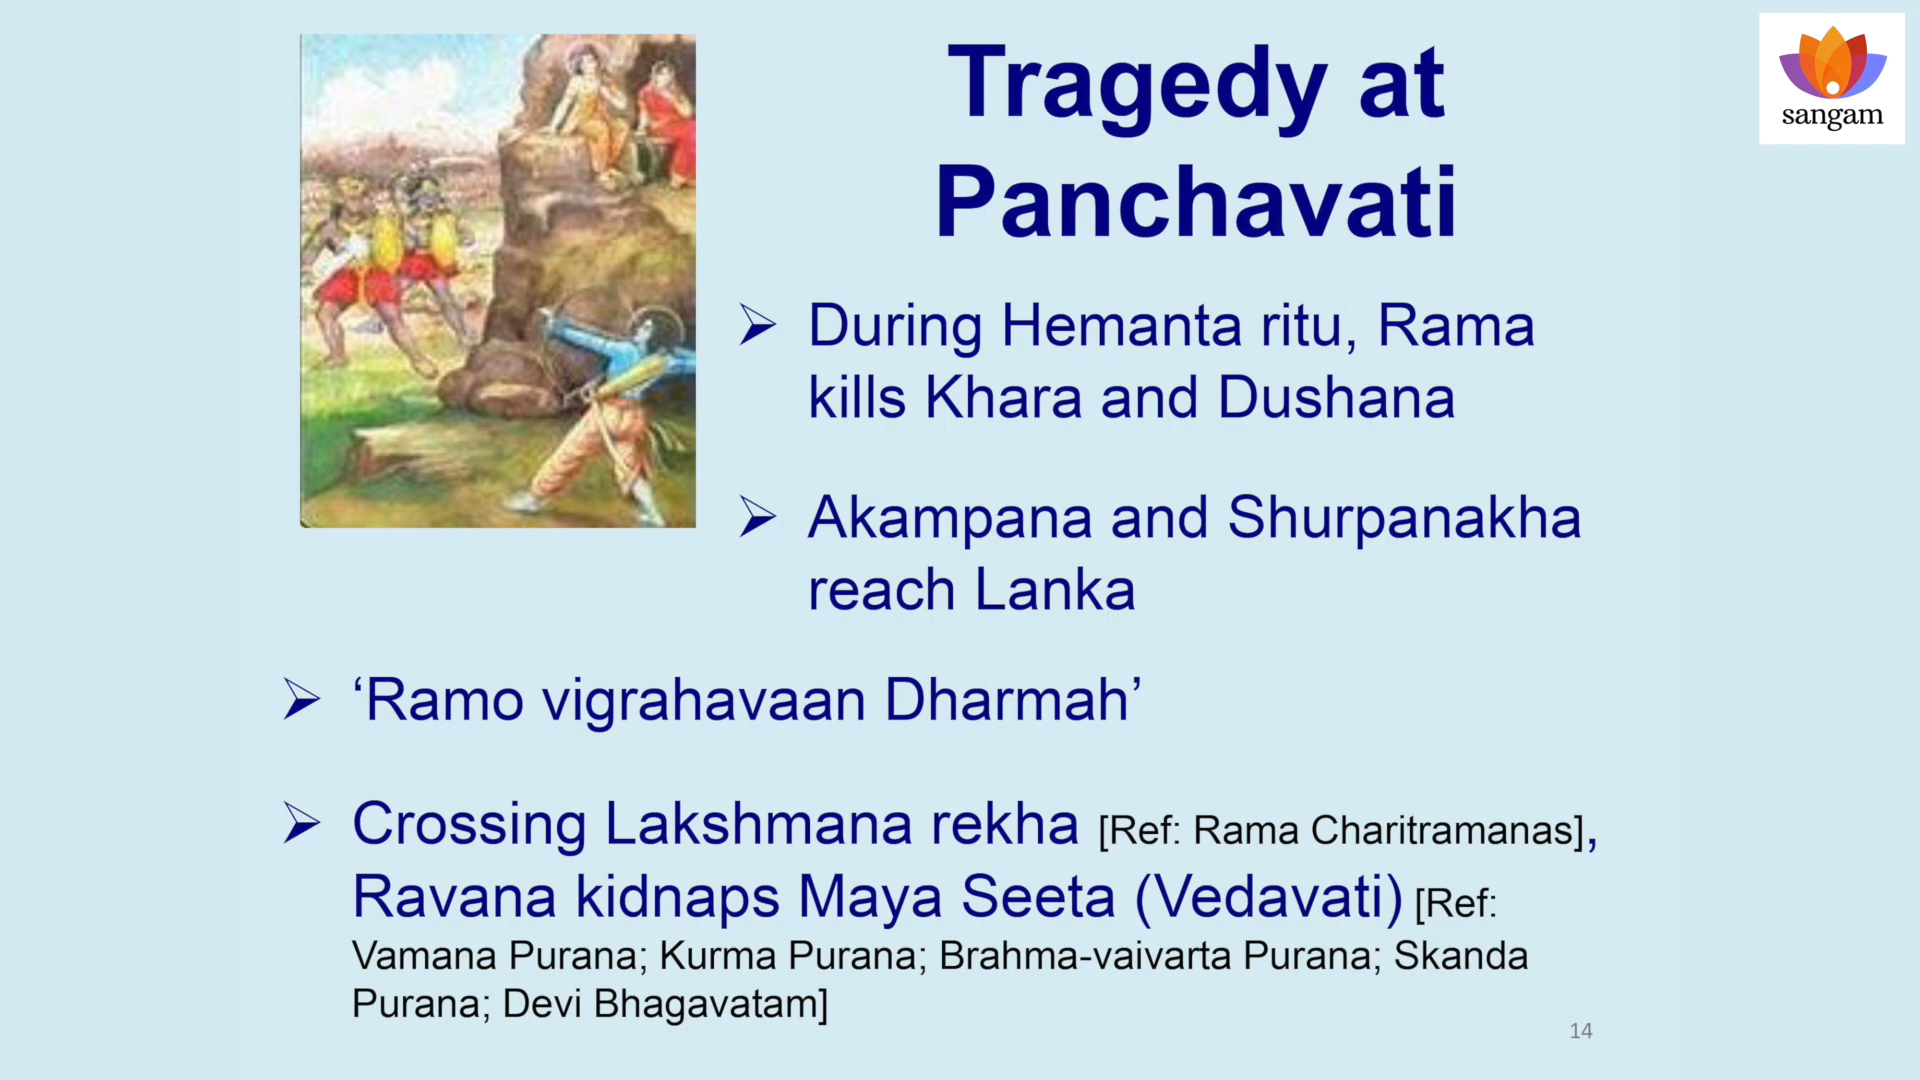 Tragedy at
Panchavati
sangam
➢ During Hemanta ritu, Rama
kills Khara and Dushana
➢ Akampana and Shurpanakha
reach Lanka
➢ ‘Ramo vigrahavaan Dharmah’
➢ Crossing Lakshmana rekha [Ref: Rama Charitramanas],
Ravana kidnaps Maya Seeta (Vedavati) [Ref:
Vamana Purana; Kurma Purana; Brahma-vaivarta Purana; Skanda
Purana; Devi Bhagavatam]
14